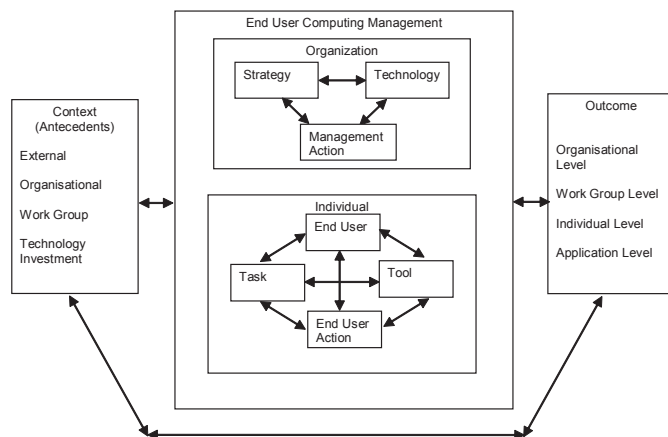 End User Computing Management
Organization
Strategy
Technology
Management
Action
Context
(Antecedents)
External
Organisational
Work Group
Technology
Investment
Individual
End User
Task
Tool
End User
Action
Outcome
Organisational
Level
Work Group Level
Individual Level
Application Level